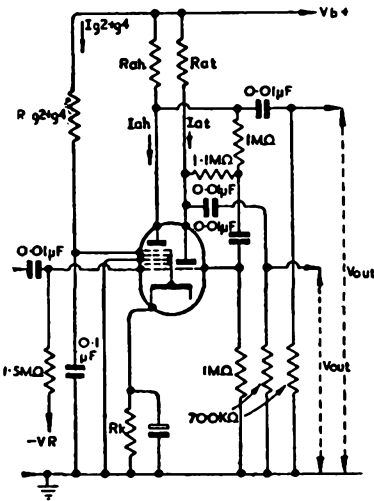 Vb+
Ig2+g4
Rah
Rat
R g2+g4
Iah
Iat
0·01µF
1MΩ
1·1MΩ
0·01µF
0·01µF
0·01µF
Vout
0·1
µF
1·5MΩ
1MΩ
Vout
700KΩ
-VR
Rk